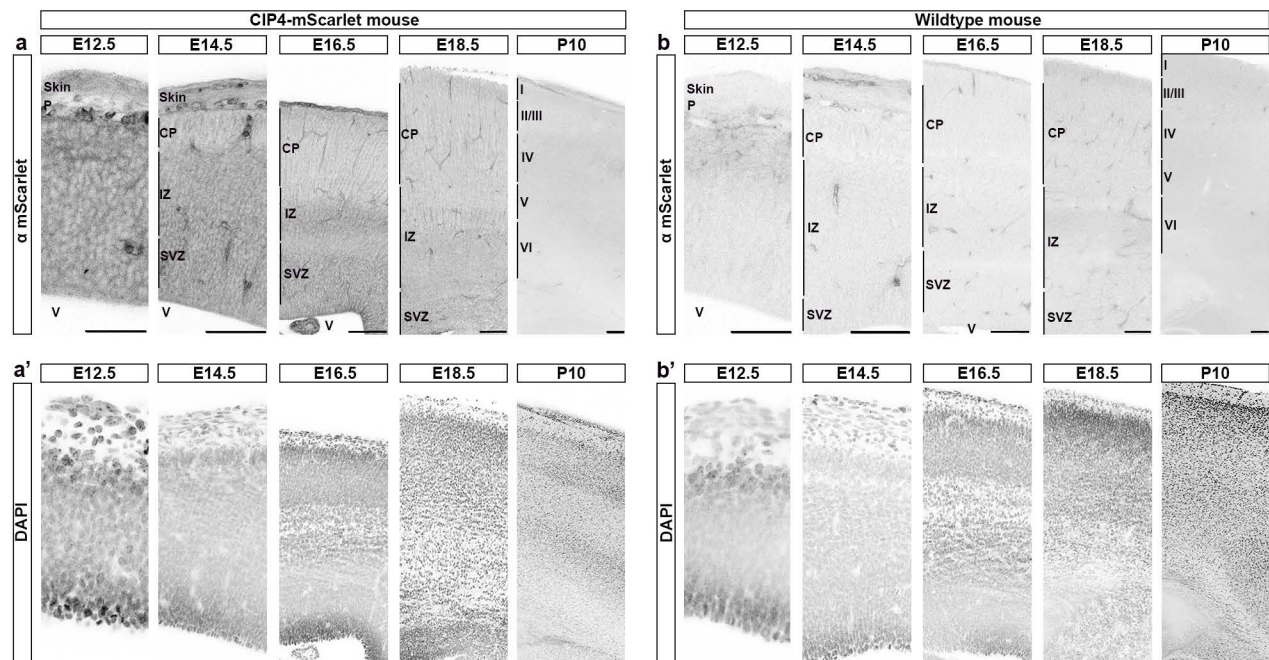 CIP4-mScarlet mouse
Wildtype mouse
a
E12.5
E14.5
E16.5
E18.5
P10
b
E12.5
E14.5
E16.5
E18.5
P10
α mScarlet
Skin
P
V
Skin
CP
IZ
SVZ
V
CP
IZ
SVZ
V
CP
IZ
SVZ
I
II/III
IV
V
VI
α mScarlet
Skin
P
V
CP
IZ
SVZ
CP
IZ
SVZ
V
CP
IZ
SVZ
I
II/III
IV
V
VI
a’
E12.5
E14.5
E16.5
E18.5
P10
b’
E12.5
E14.5
E16.5
E18.5
P10
DAPI
DAPI